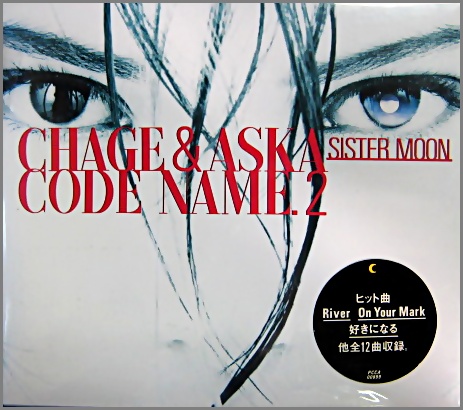 CHAGE & ASKA
SISTER MOON
CODE NAME. 2
ヒット曲
River On Your Mark
好きになる
他全12曲収録。
PCCA
00999